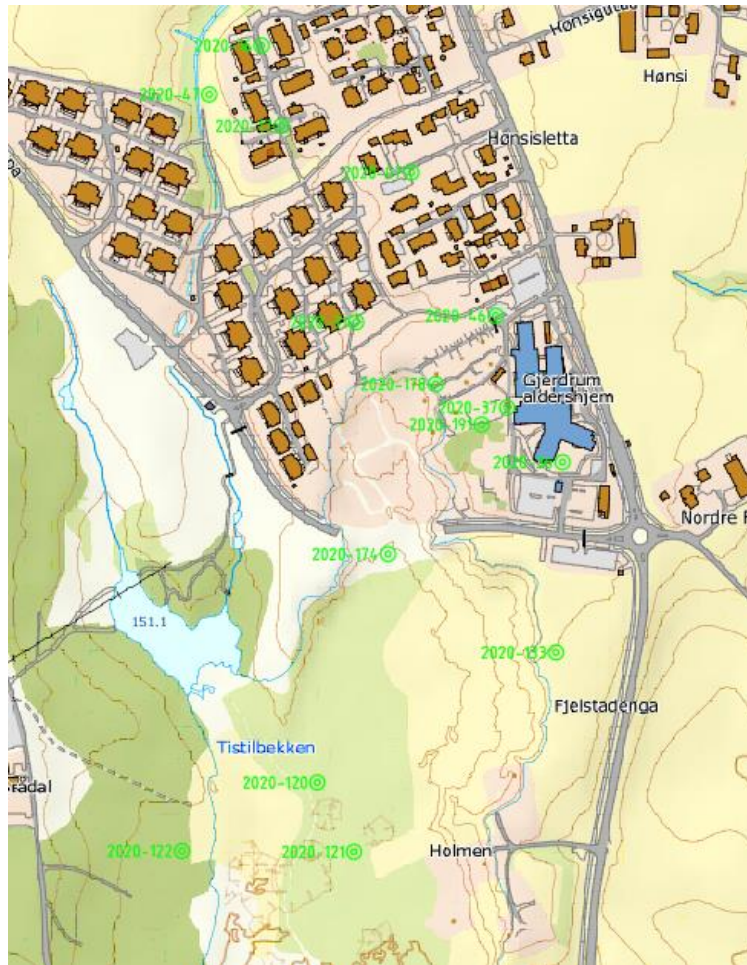 Hønsigutua
2020-47
Hønsi
Hønsisletta
2020-46
2020-178
Gjerdrum
aldershjem
2020-37
2020-191
Nordre F
2020-174
151.1
2020-133
Fjelstadenga
Tistilbekken
2020-120
2020-122
2020-121
Holmen